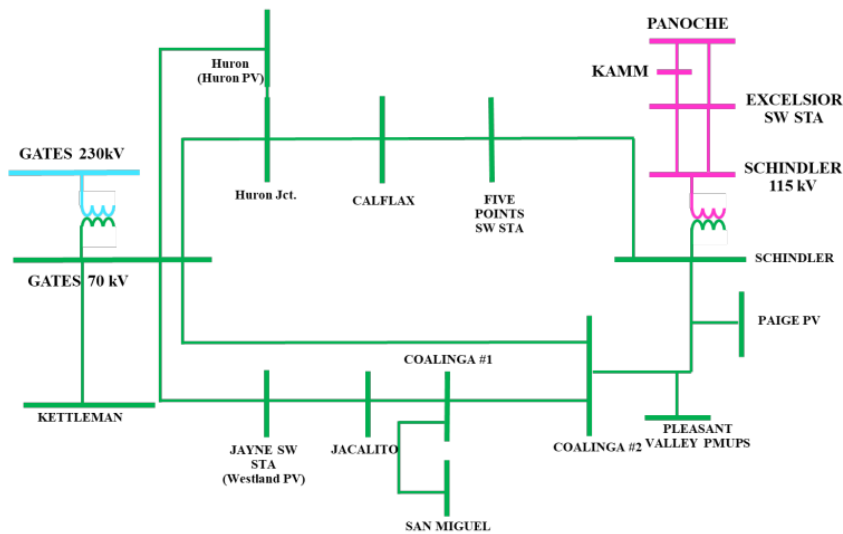 PANOCHE
Huron
(Huron PV)
KAMM
EXCELSIOR
SW STA
GATES 230kV
SCHINDLER
115 kV
Huron Jct.
CALFLAX
FIVE
POINTS
SW STA
SCHINDLER
GATES 70 kV
PAIGE PV
COALINGA #1
KETTLEMAN
JAYNE SW
STA
(Westland PV)
JACALITO
COALINGA #2
PLEASANT
VALLEY PMUPS
SAN MIGUEL